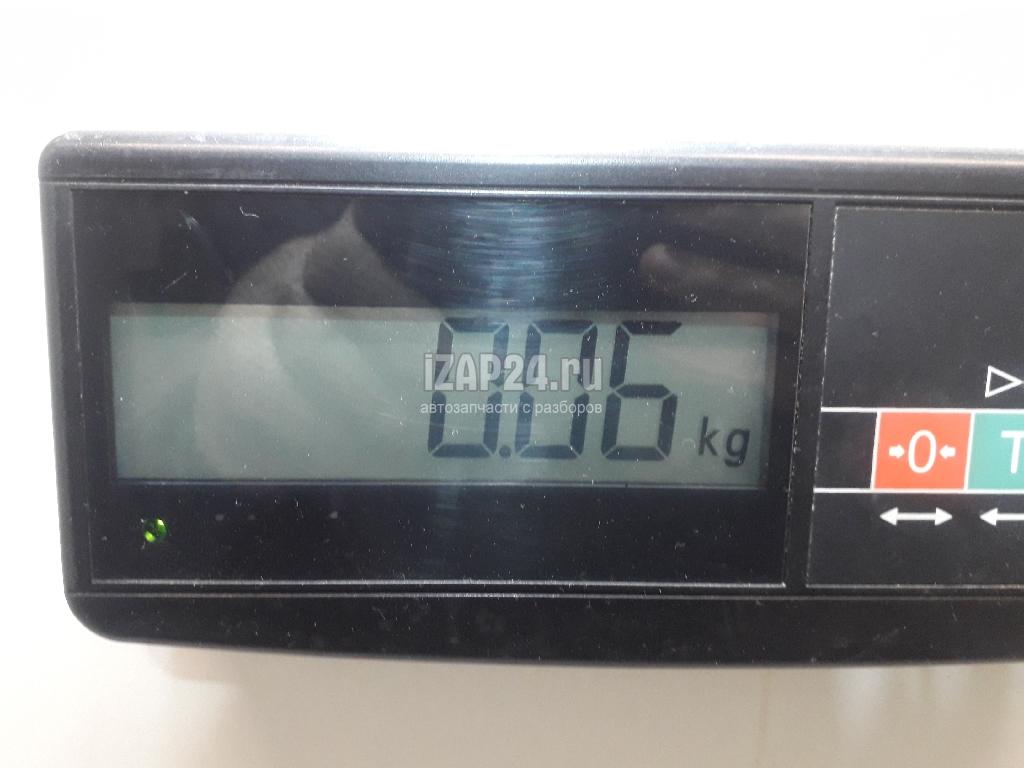 0.06 kg
iZAP24.ru
автозапчасти с разборов
→0← T